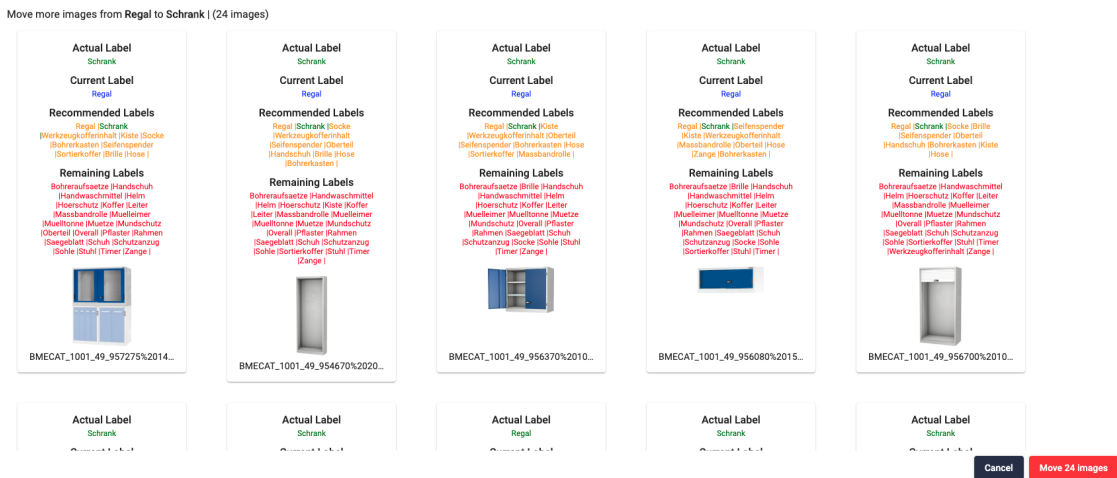 Move more images from Regal to Schrank | (24 images)
Actual Label
Schrank
Current Label
Regal
Recommended Labels
Regal |Schrank
|Werkzeugkofferinhalt |Kiste |Socke
|Bohrerkasten |Seifenspender
|Sortierkoffer |Brille |Hose |
Remaining Labels
Bohreraufsaetze |Handschuh
|Handwaschmittel |Helm
|Hoerschutz |Koffer |Leiter
|Massbandrolle |Muelleimer
|Muelltonne |Muetze |Mundschutz
|Oberteil |Overall |Pflaster |Rahmen
|Saegeblatt |Schuh |Schutzanzug
|Sohle |Stuhl |Timer |Zange |
BMECAT_1001_49_957275%2014...
Actual Label
Schrank
Current Label
Regal
Recommended Labels
Regal |Schrank |Socke
|Werkzeugkofferinhalt
|Seifenspender |Oberteil
|Handschuh |Brille |Hose
|Bohrerkasten |
Remaining Labels
Bohreraufsaetze |Handwaschmittel
|Helm |Hoerschutz |Kiste |Koffer
|Leiter |Massbandrolle |Muelleimer
|Muelltonne |Muetze |Mundschutz
|Overall |Pflaster |Rahmen
|Saegeblatt |Schuh |Schutzanzug
|Sohle |Sortierkoffer |Stuhl |Timer
|Zange |
BMECAT_1001_49_954670%2020...
Actual Label
Schrank
Current Label
Regal
Recommended Labels
Regal |Schrank |Kiste
|Werkzeugkofferinhalt |Oberteil
|Seifenspender |Bohrerkasten |Hose
|Sortierkoffer |Massbandrolle |
Remaining Labels
Bohreraufsaetze |Brille |Handschuh
|Handwaschmittel |Helm
|Hoerschutz |Koffer |Leiter
|Muelleimer |Muelltonne |Muetze
|Mundschutz |Overall |Pflaster
|Rahmen |Saegeblatt |Schuh
|Schutzanzug |Socke |Sohle |Stuhl
|Timer |Zange |
BMECAT_1001_49_956370%2010...
Actual Label
Schrank
Current Label
Regal
Recommended Labels
Regal |Schrank |Seifenspender
|Kiste |Werkzeugkofferinhalt
|Massbandrolle |Oberteil |Hose
|Zange |Bohrerkasten |
Remaining Labels
Bohreraufsaetze |Brille |Handschuh
|Handwaschmittel |Helm
|Hoerschutz |Koffer |Leiter
|Muelleimer |Muelltonne |Muetze
|Mundschutz |Overall |Pflaster
|Rahmen |Saegeblatt |Schuh
|Schutzanzug |Socke |Sohle
|Sortierkoffer |Stuhl |Timer |
BMECAT_1001_49_956080%2015...
Actual Label
Schrank
Current Label
Regal
Recommended Labels
Regal |Schrank |Socke |Brille
|Seifenspender |Oberteil
|Handschuh |Bohrerkasten |Kiste
|Hose |
Remaining Labels
Bohreraufsaetze |Handwaschmittel
|Helm |Hoerschutz |Koffer |Leiter
|Massbandrolle |Muelleimer
|Muelltonne |Muetze |Mundschutz
|Overall |Pflaster |Rahmen
|Saegeblatt |Schuh |Schutzanzug
|Sohle |Sortierkoffer |Stuhl |Timer
|Werkzeugkofferinhalt |Zange |
BMECAT_1001_49_956700%2010...
Actual Label
Schrank
Current Label
Actual Label
Schrank
Current Label
Actual Label
Regal
Current Label
Actual Label
Schrank
Current Label
Actual Label
Schrank
Current Label
Cancel
Move 24 images